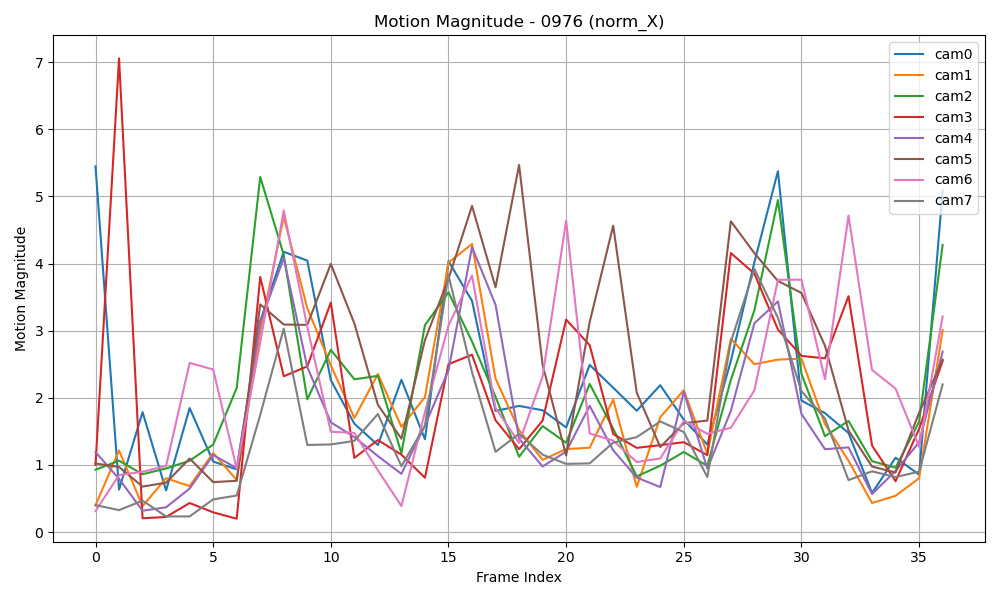 Motion Magnitude - 0976 (norm_X)
cam0
cam1
cam2
cam3
cam4
cam5
cam6
cam7
7
6
5
4
3
2
1
0
Motion Magnitude
0 5 10 15 20 25 30 35
Frame Index